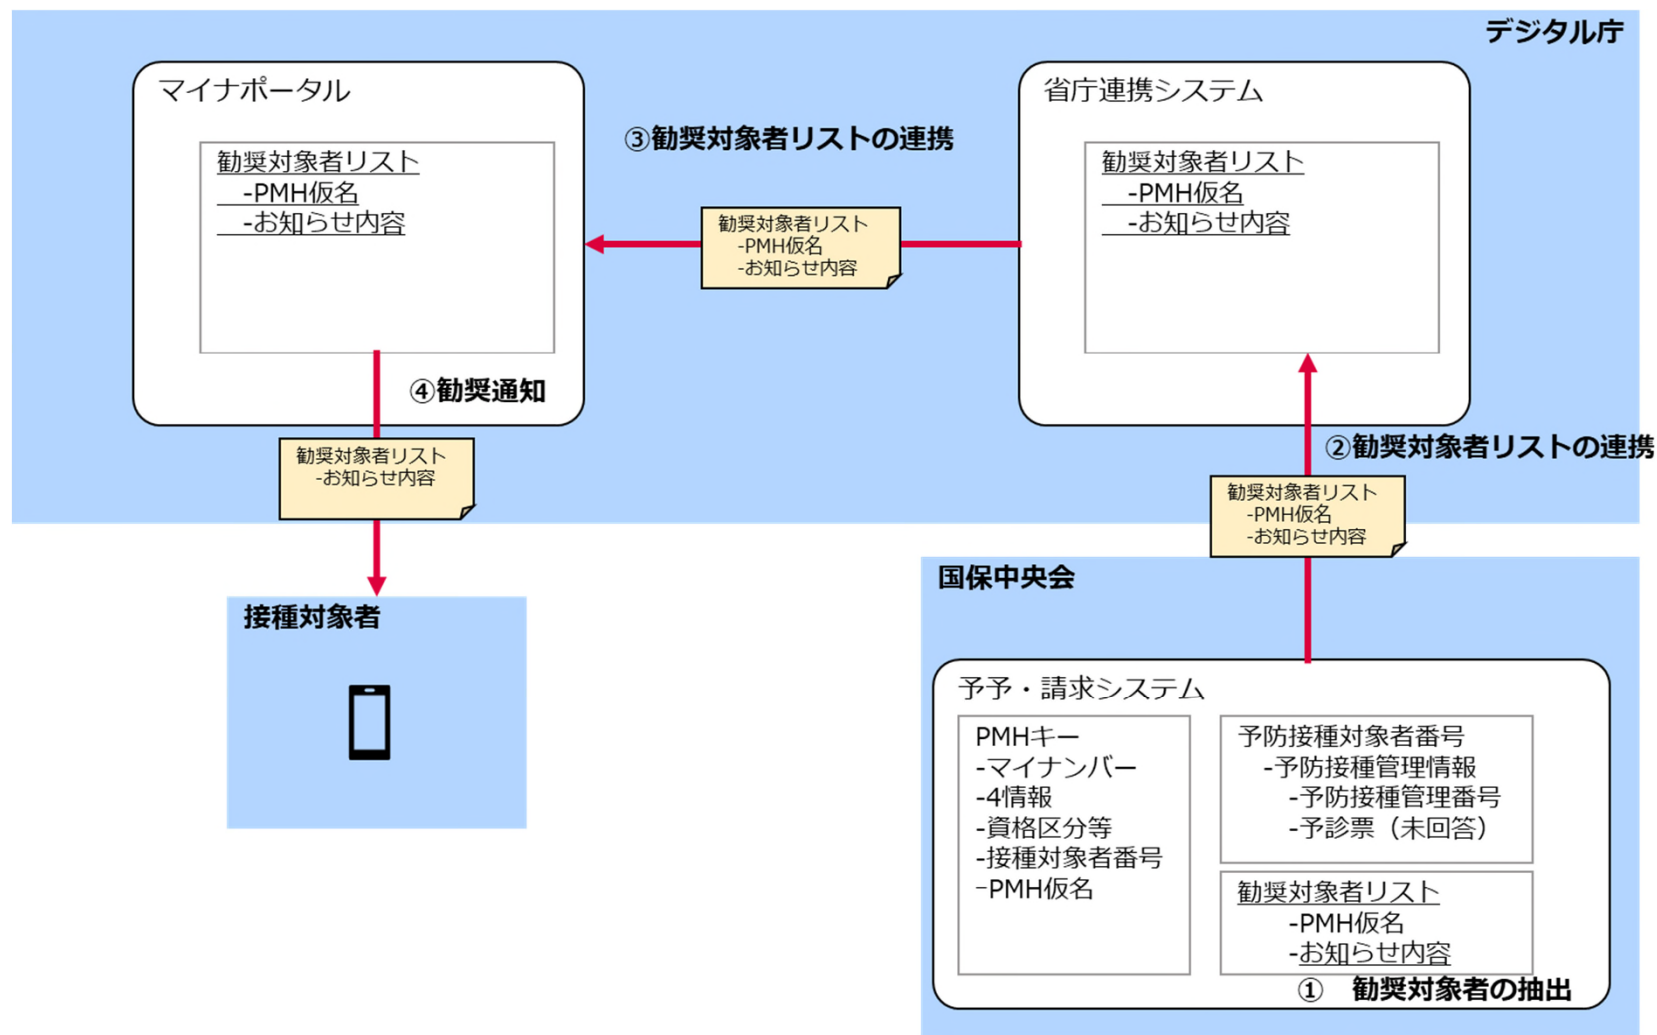 デジタル庁
マイナポータル
勧奨対象者リスト
-PMH仮名
-お知らせ内容
③勧奨対象者リストの連携
勧奨対象者リスト
-PMH仮名
-お知らせ内容
省庁連携システム
勧奨対象者リスト
-PMH仮名
-お知らせ内容
④勧奨通知
勧奨対象者リスト
-お知らせ内容
②勧奨対象者リストの連携
勧奨対象者リスト
-PMH仮名
-お知らせ内容
接種対象者
国保中央会
予予・請求システム
PMHキー
-マイナンバー
-4情報
-資格区分等
-接種対象者番号
-PMH仮名
予防接種対象者番号
-予防接種管理情報
-予防接種管理番号
-予診票（未回答）
勧奨対象者リスト
-PMH仮名
-お知らせ内容
①　勧奨対象者の抽出